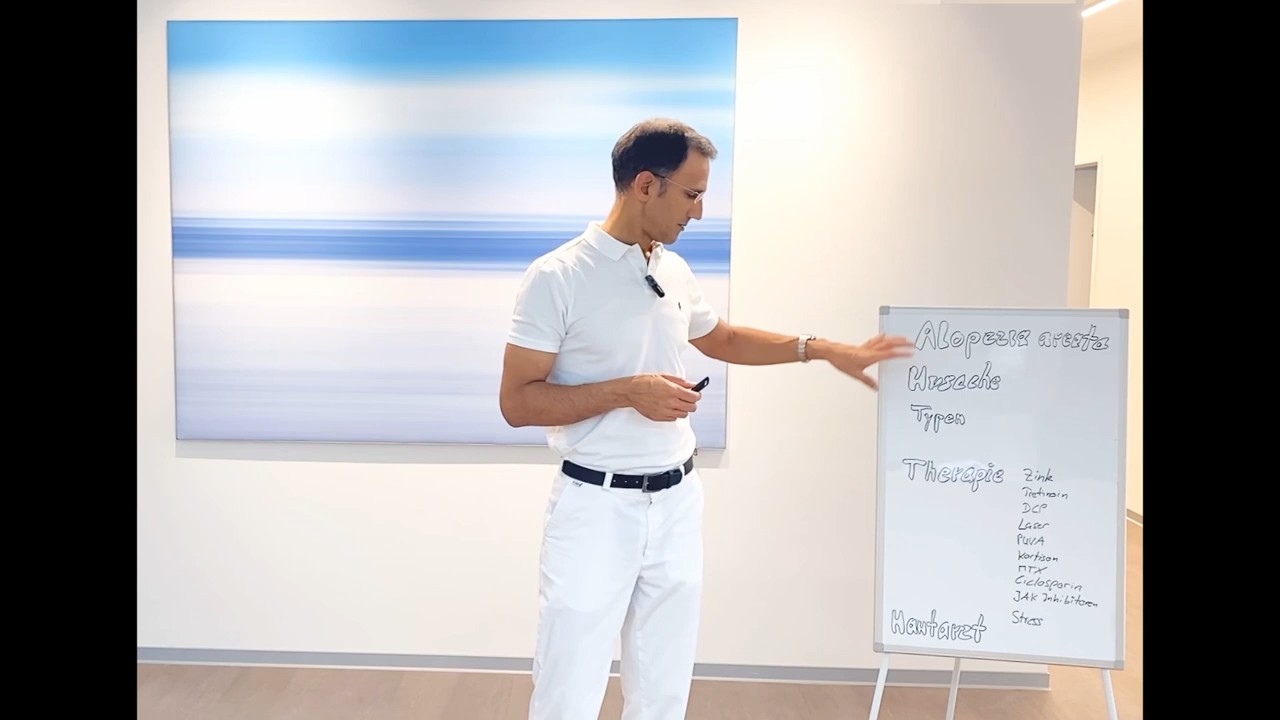 Alopezia areata
Ursache
Typen
Therapie
Zink
Tretinoin
DCP
Laser
PUVA
Kortison
MTX
Ciclosporin
JAK Inhibitoren
Stress
Hautarzt